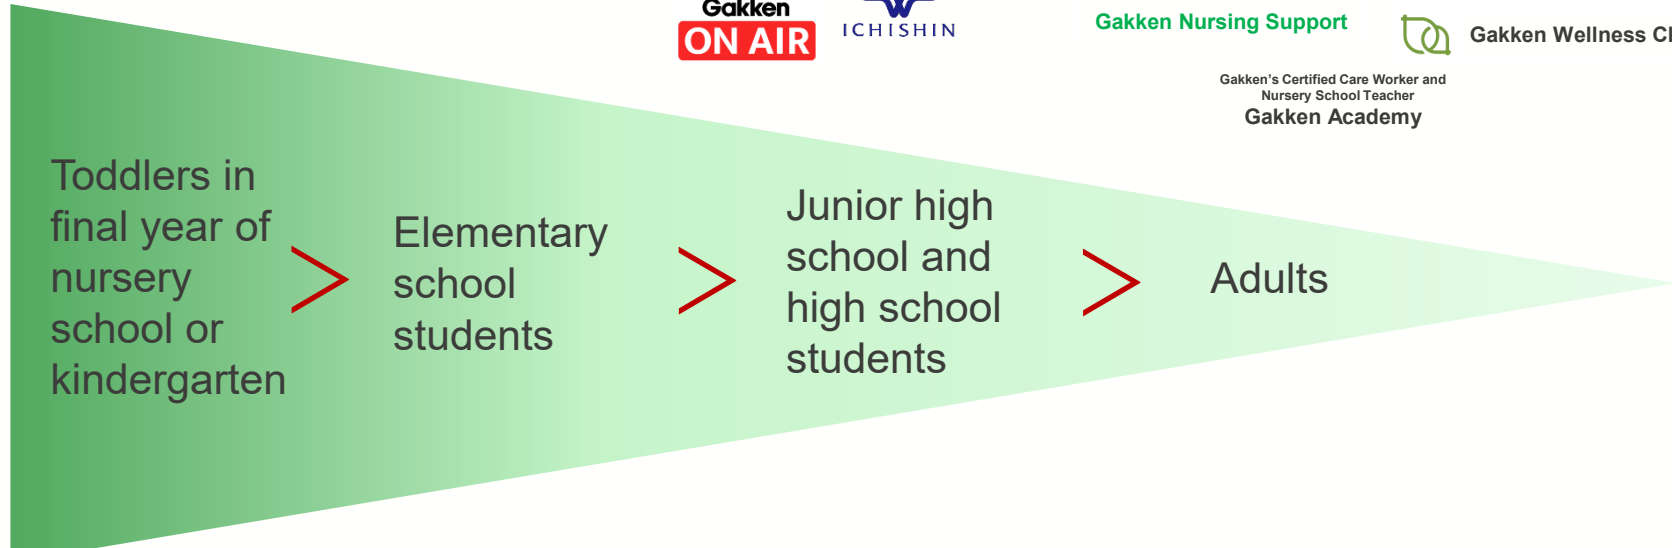 Gakken
ON AIR
ICHISHIN
Gakken Nursing Support
Gakken Wellness
Gakken's Certified Care Worker and
Nursery School Teacher
Gakken Academy
Toddlers in
final year of
nursery
school or
kindergarten
Elementary
school
students
Junior high
school and
high school
students
Adults